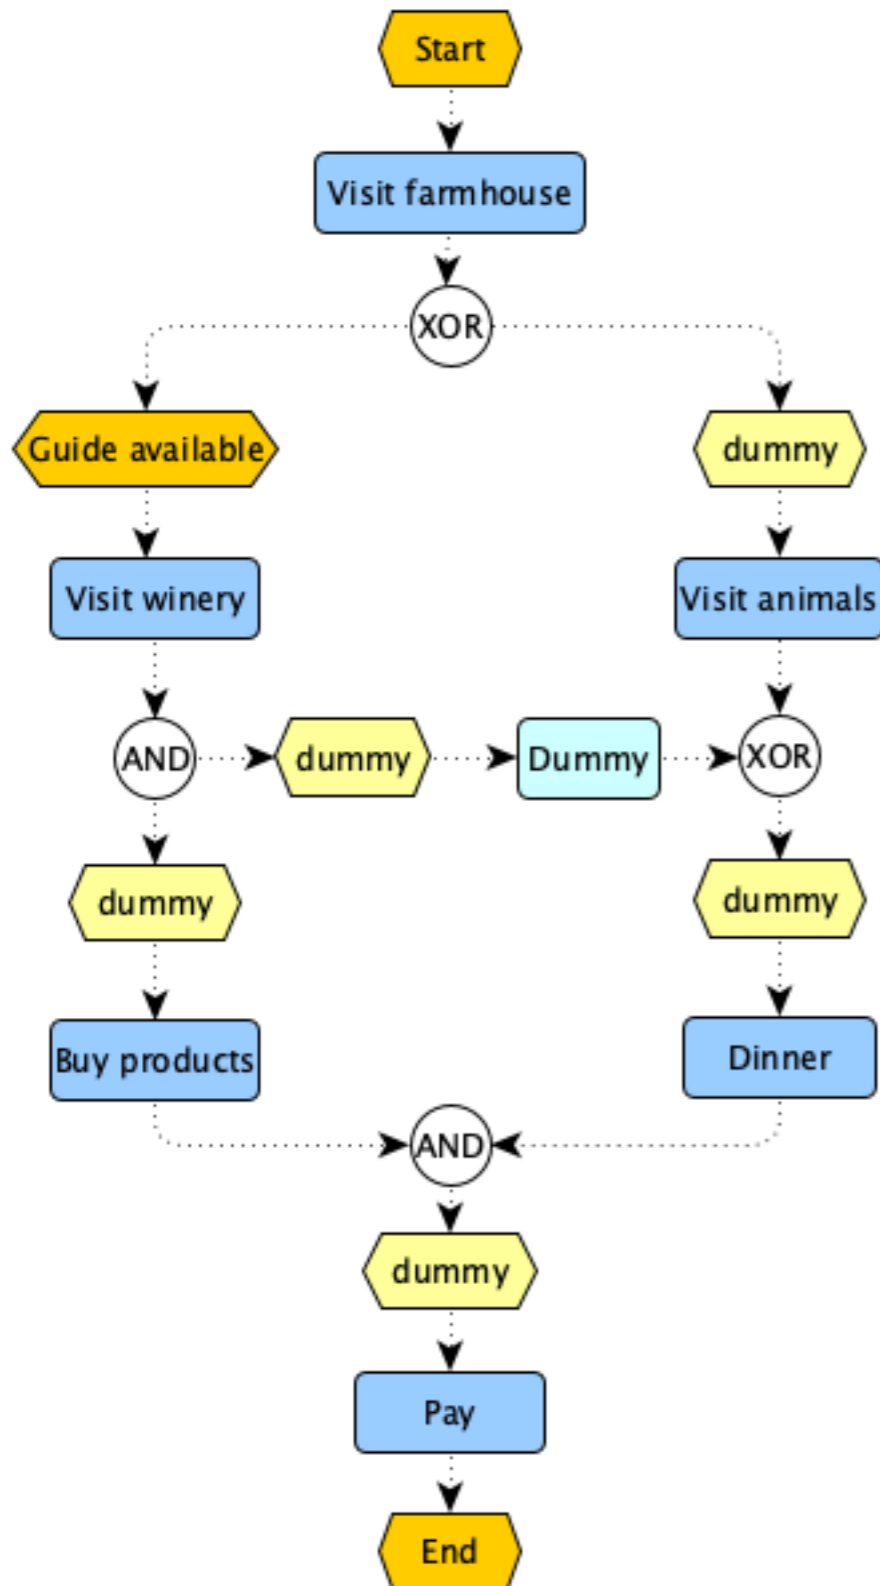 Start
Visit farmhouse
XOR
Guide available
dummy
Visit winery
Visit animals
AND
dummy
Dummy
XOR
dummy
dummy
Buy products
Dinner
AND
dummy
Pay
End